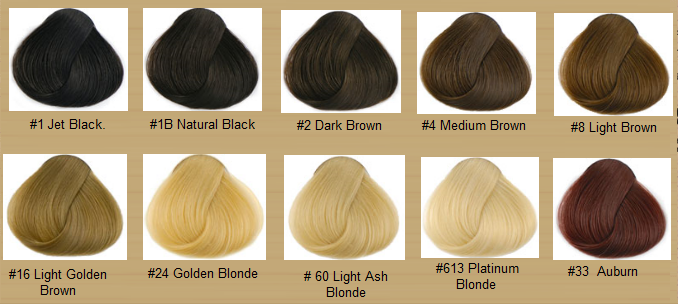 #1 Jet Black.
#1B Natural Black
#2 Dark Brown
#4 Medium Brown
#8 Light Brown
#16 Light Golden
Brown
#24 Golden Blonde
# 60 Light Ash
Blonde
#613 Platinum
Blonde
#33 Auburn